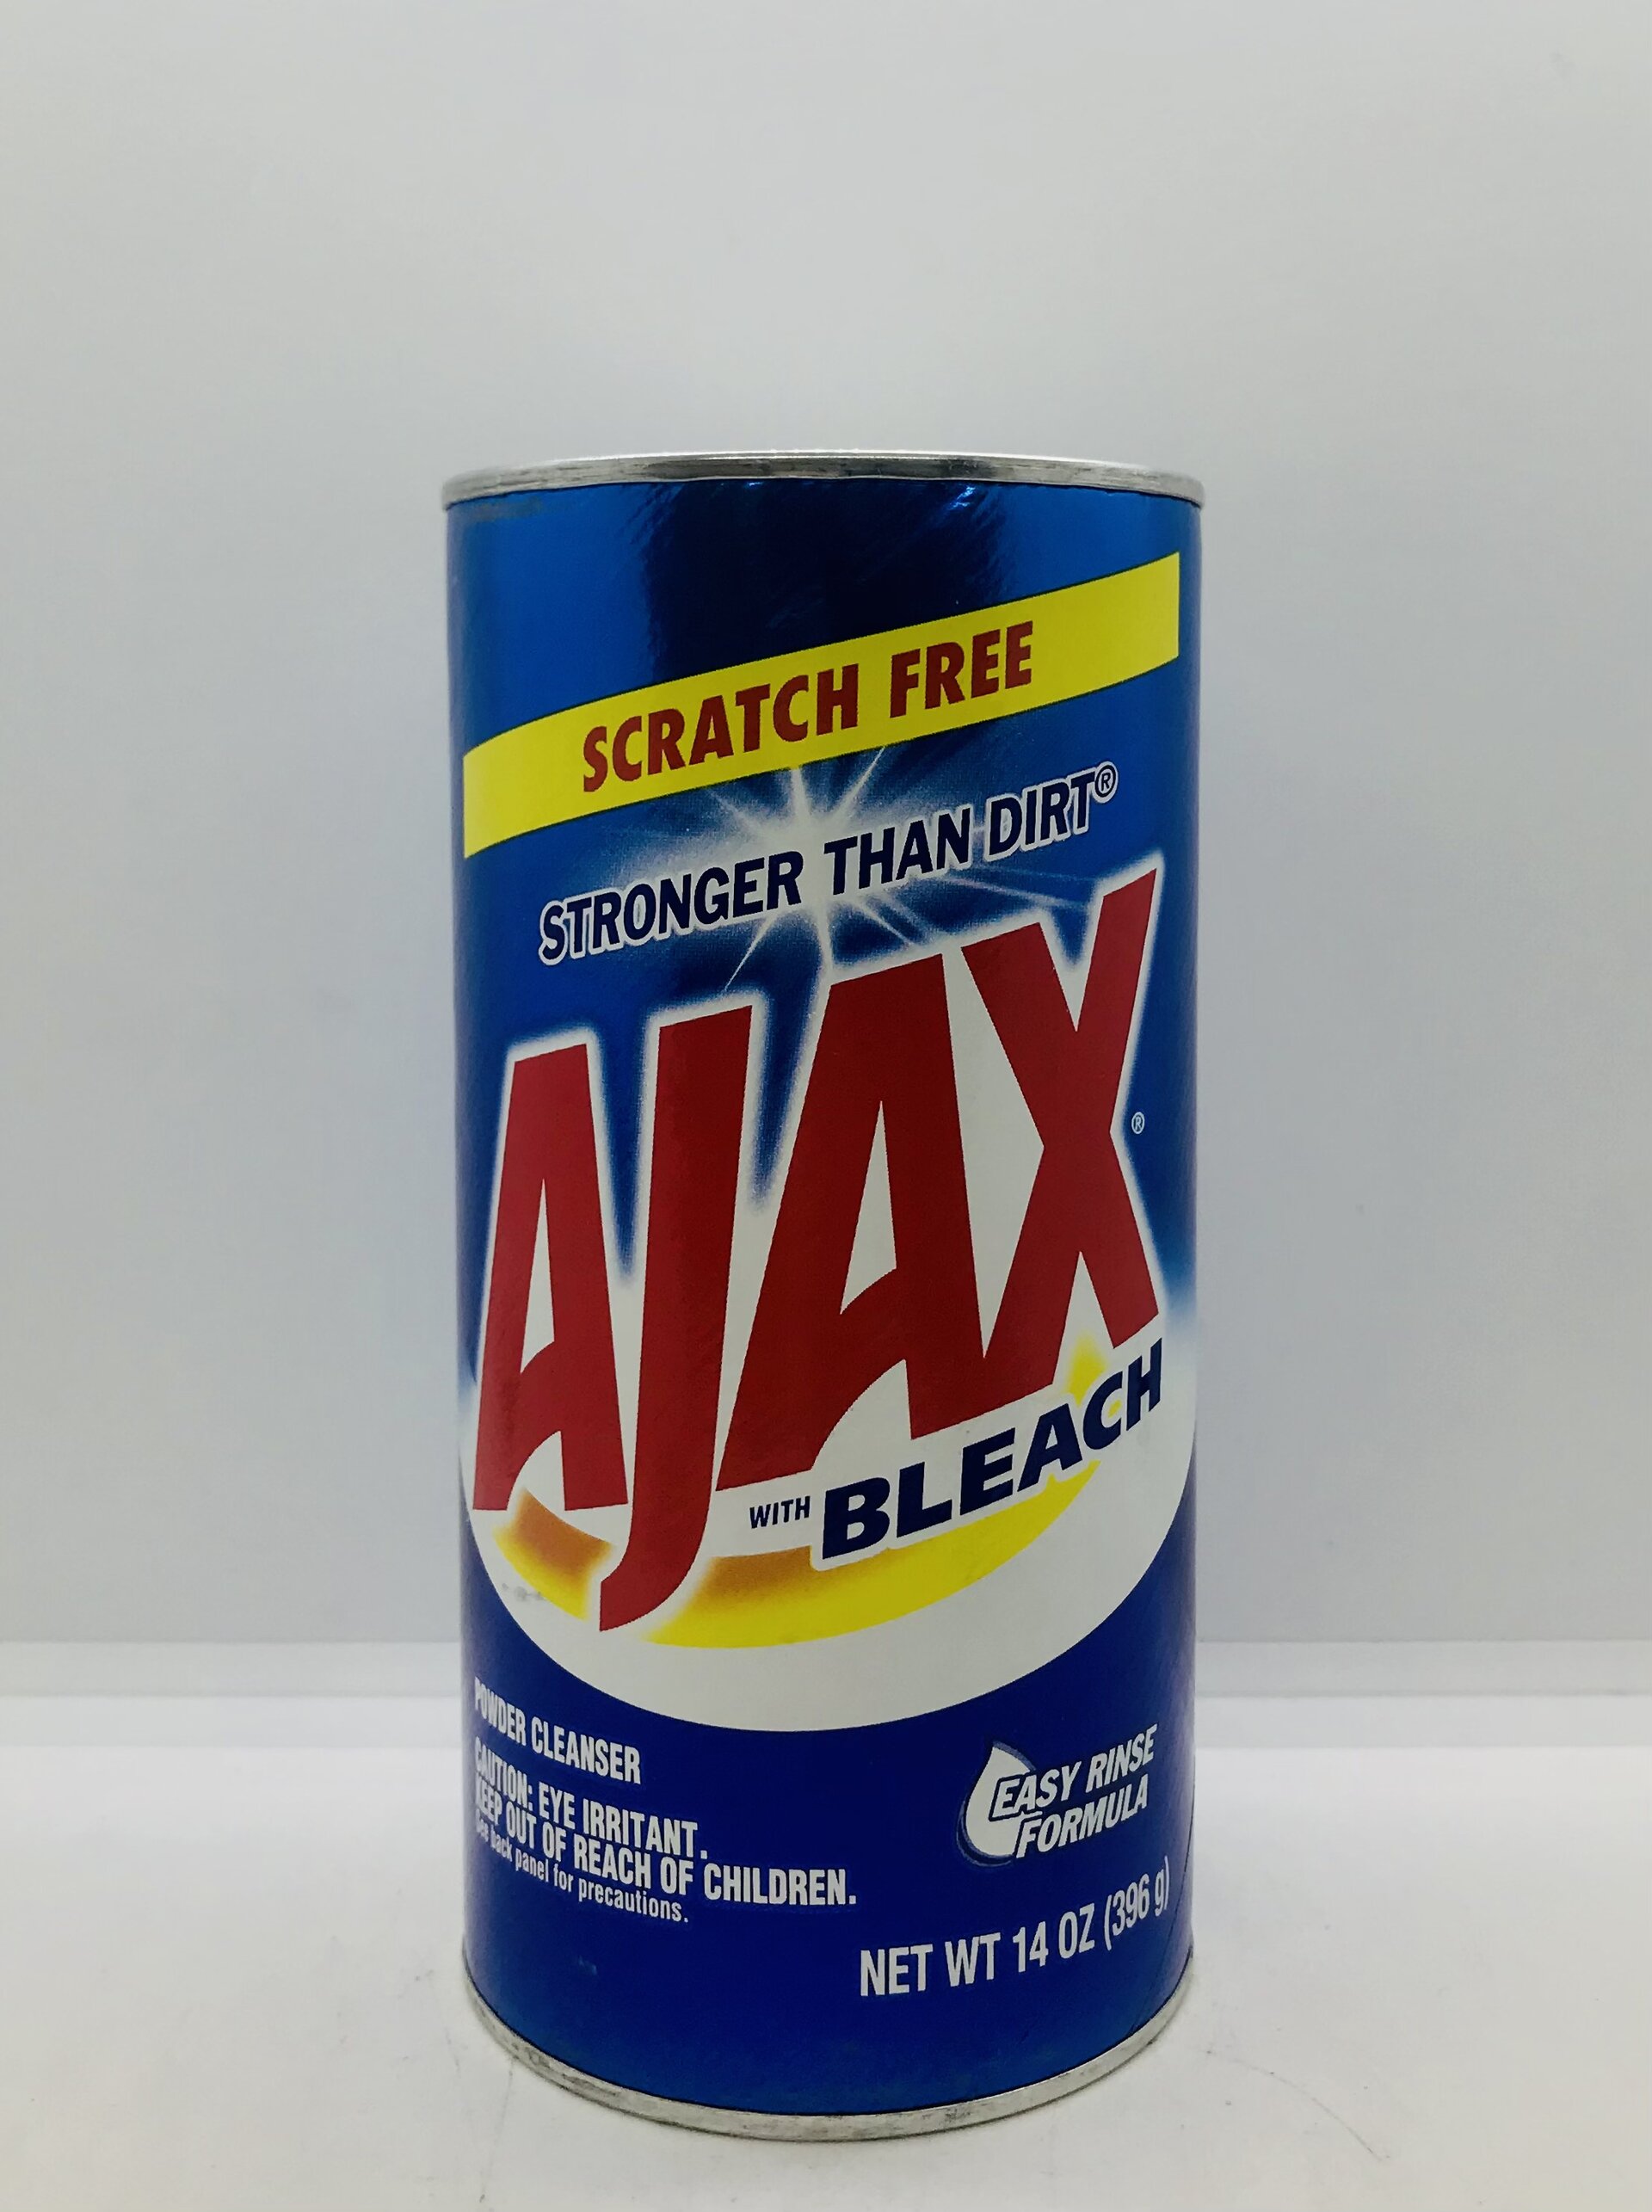 SCRATCH FREE
STRONGER THAN DIRT®
AJAX®
WITH BLEACH
POWDER CLEANSER
CAUTION: EYE IRRITANT.
KEEP OUT OF REACH OF CHILDREN.
See back panel for precautions.
EASY RINSE
FORMULA
NET WT 14 OZ (396 g)